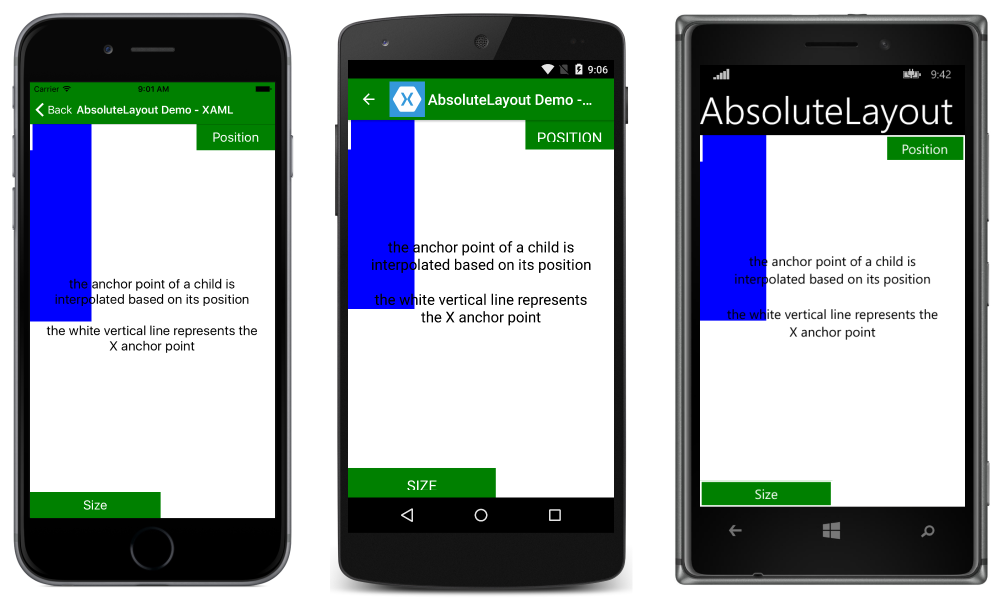 Carrier 9:01 AM
Back AbsoluteLayout Demo - XAML
Position
the anchor point of a child is
interpolated based on its position
the white vertical line represents the
X anchor point
Size
9:06
AbsoluteLayout Demo -...
POSITION
the anchor point of a child is
interpolated based on its position
the white vertical line represents
the X anchor point
SIZE
9:42
AbsoluteLayout
Position
the anchor point of a child is
interpolated based on its position
the white vertical line represents the
X anchor point
Size